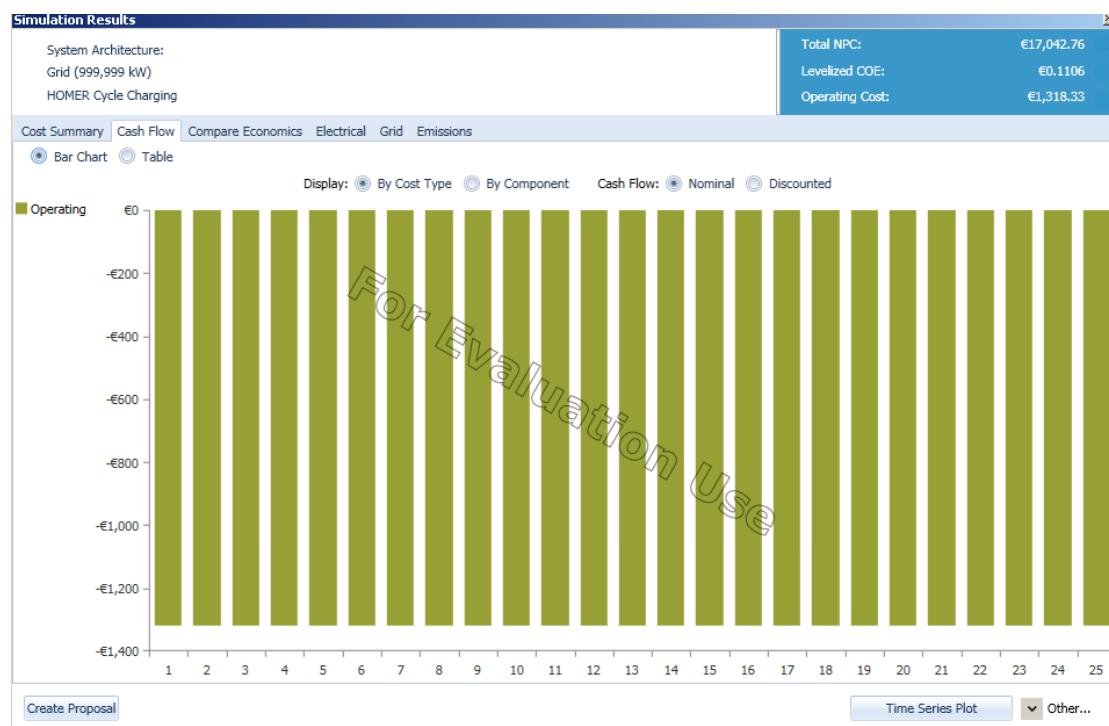 Simulation Results
System Architecture:
Grid (999,999 kW)
HOMER Cycle Charging
Total NPC: €17,042.76
Levelized COE: €0.1106
Operating Cost: €1,318.33
Cost Summary Cash Flow Compare Economics Electrical Grid Emissions
Bar Chart Table
Display: By Cost Type By Component Cash Flow: Nominal Discounted
Operating
€0
-€200
-€400
-€600
-€800
-€1,000
-€1,200
-€1,400
For Evaluation Use
1 2 3 4 5 6 7 8 9 10 11 12 13 14 15 16 17 18 19 20 21 22 23 24 25
Create Proposal Time Series Plot Other...